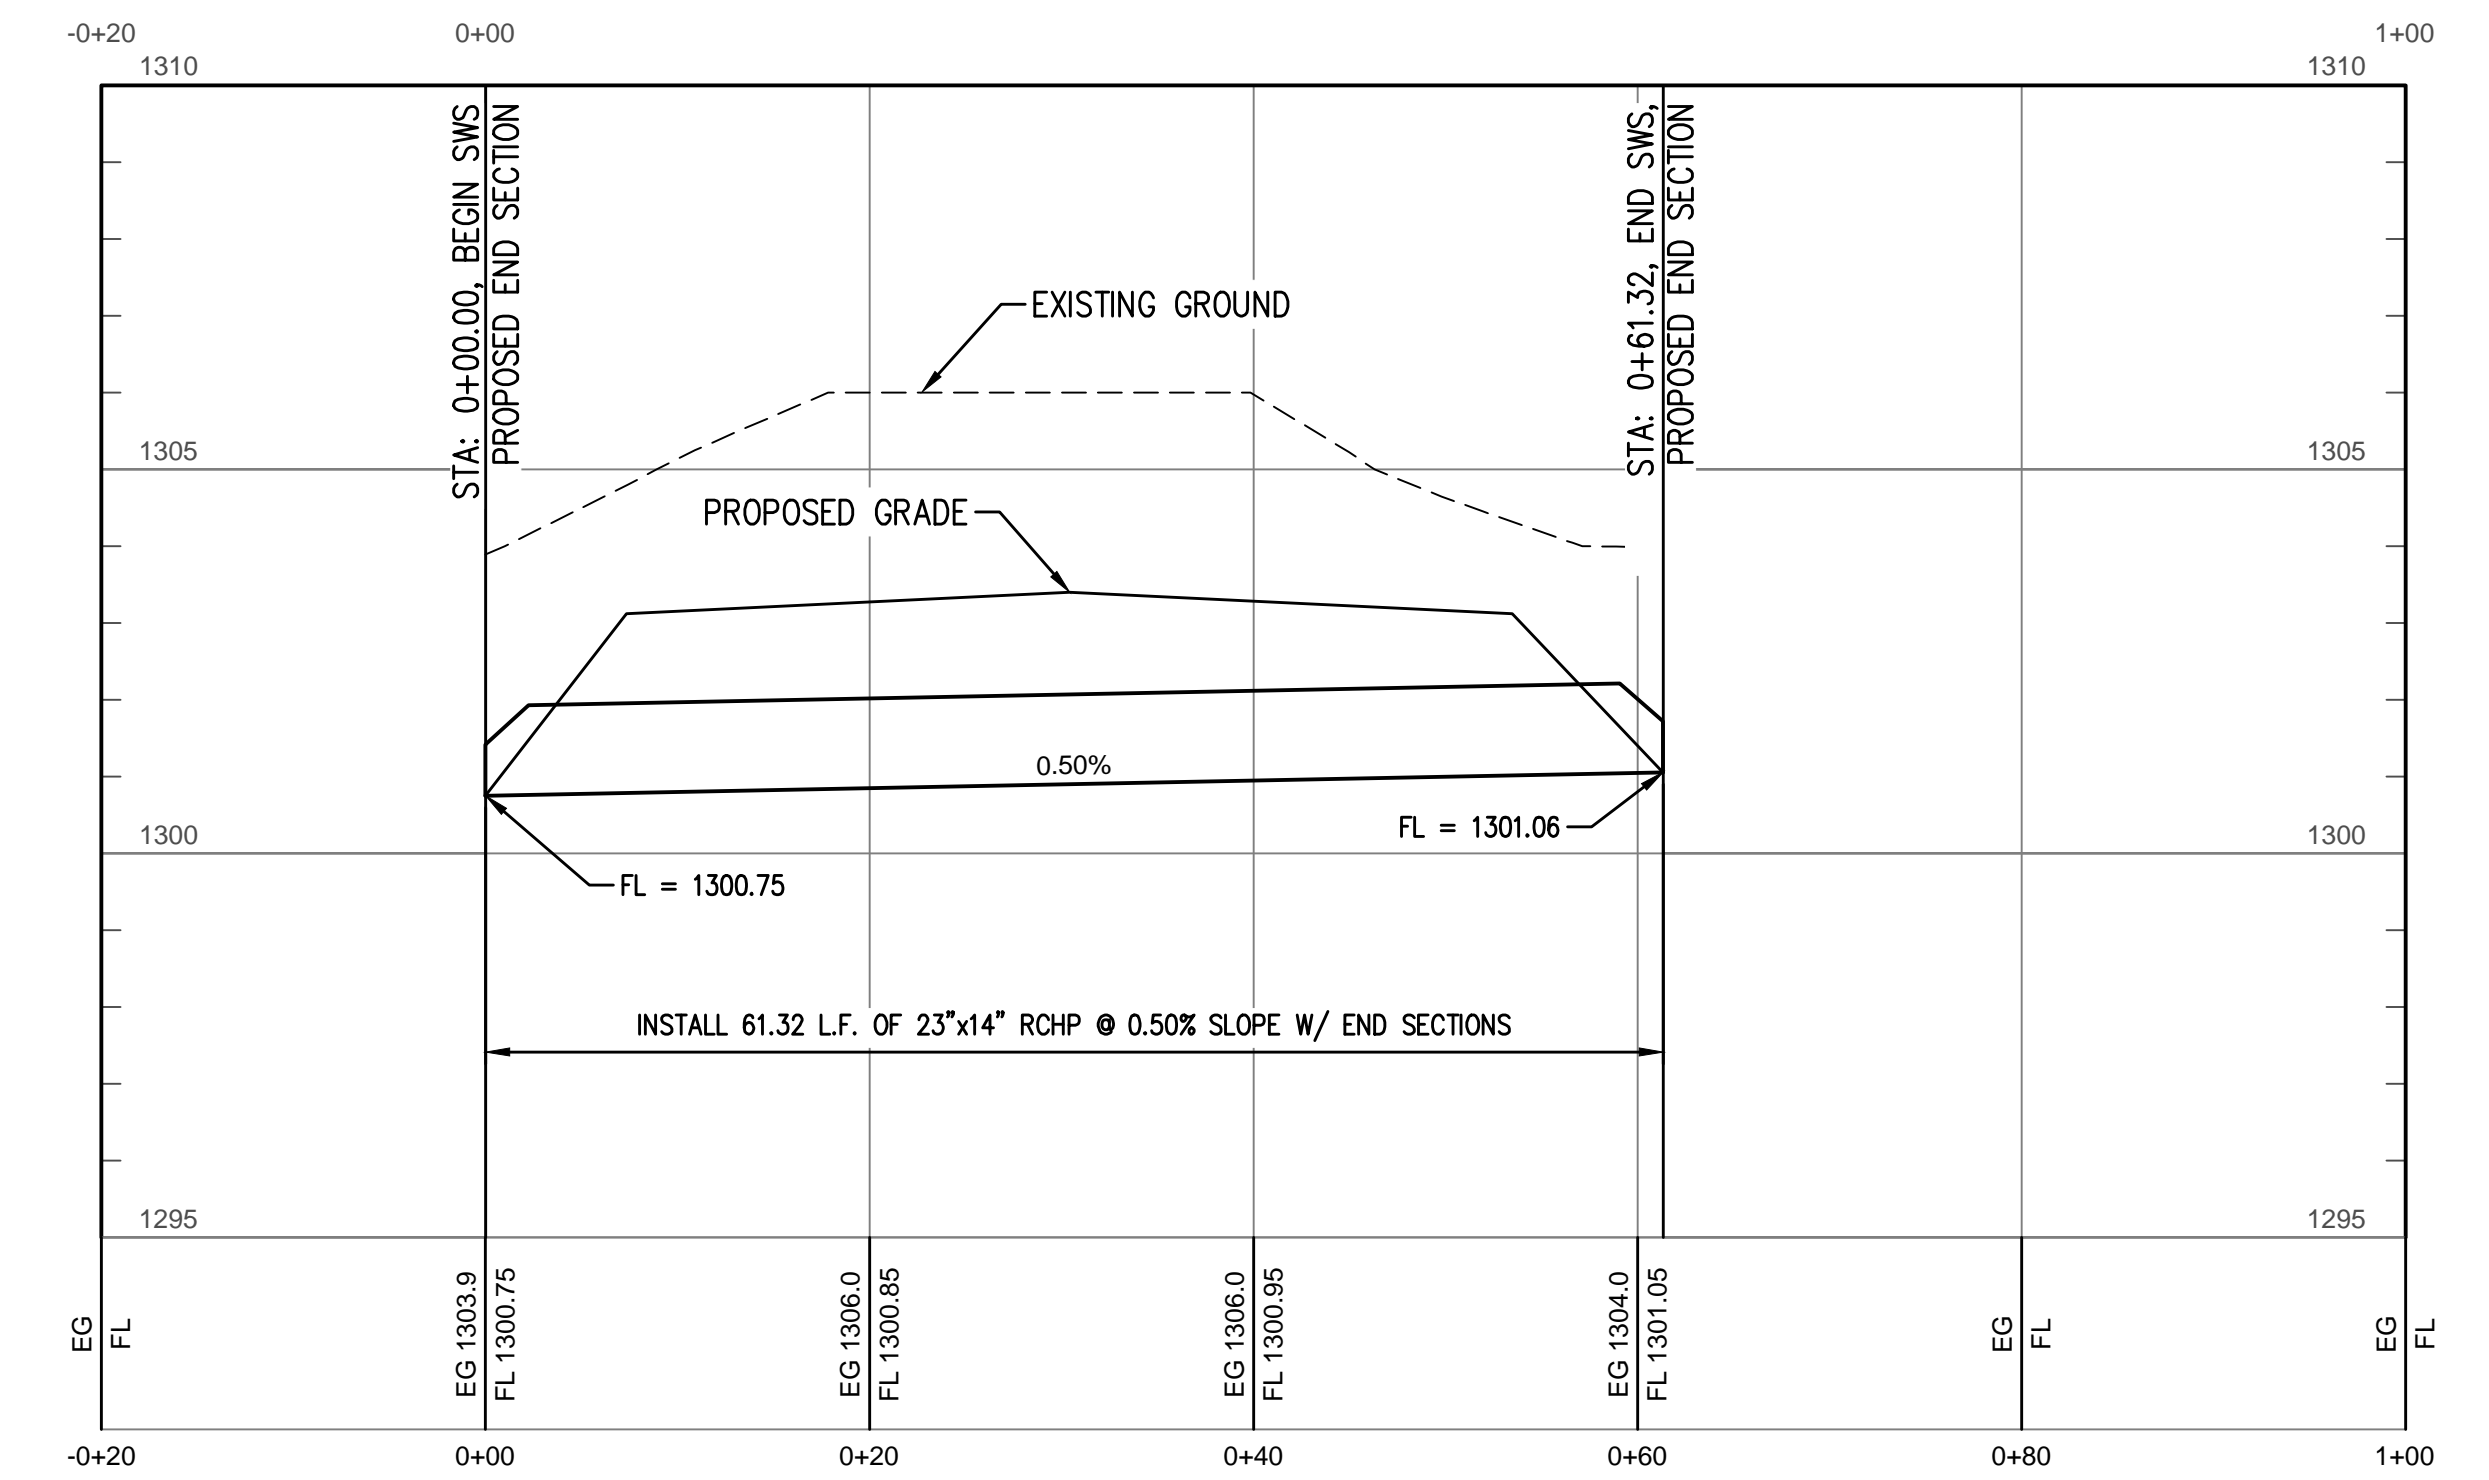 -0+20 0+00 1+00
1310 1310
STA: 0+00.00, BEGIN SWS
PROPOSED END SECTION
STA: 0+61.32, END SWS,
PROPOSED END SECTION
EXISTING GROUND
1305 1305
PROPOSED GRADE
0.50%
FL = 1301.06
1300 1300
FL = 1300.75
INSTALL 61.32 L.F. OF 23”x14” RCHP @ 0.50% SLOPE W/ END SECTIONS
1295 1295
EG
FL
EG 1303.9
FL 1300.75
EG 1306.0
FL 1300.85
EG 1306.0
FL 1300.95
EG 1304.0
FL 1301.05
EG
FL
EG
FL
-0+20 0+00 0+20 0+40 0+60 0+80 1+00